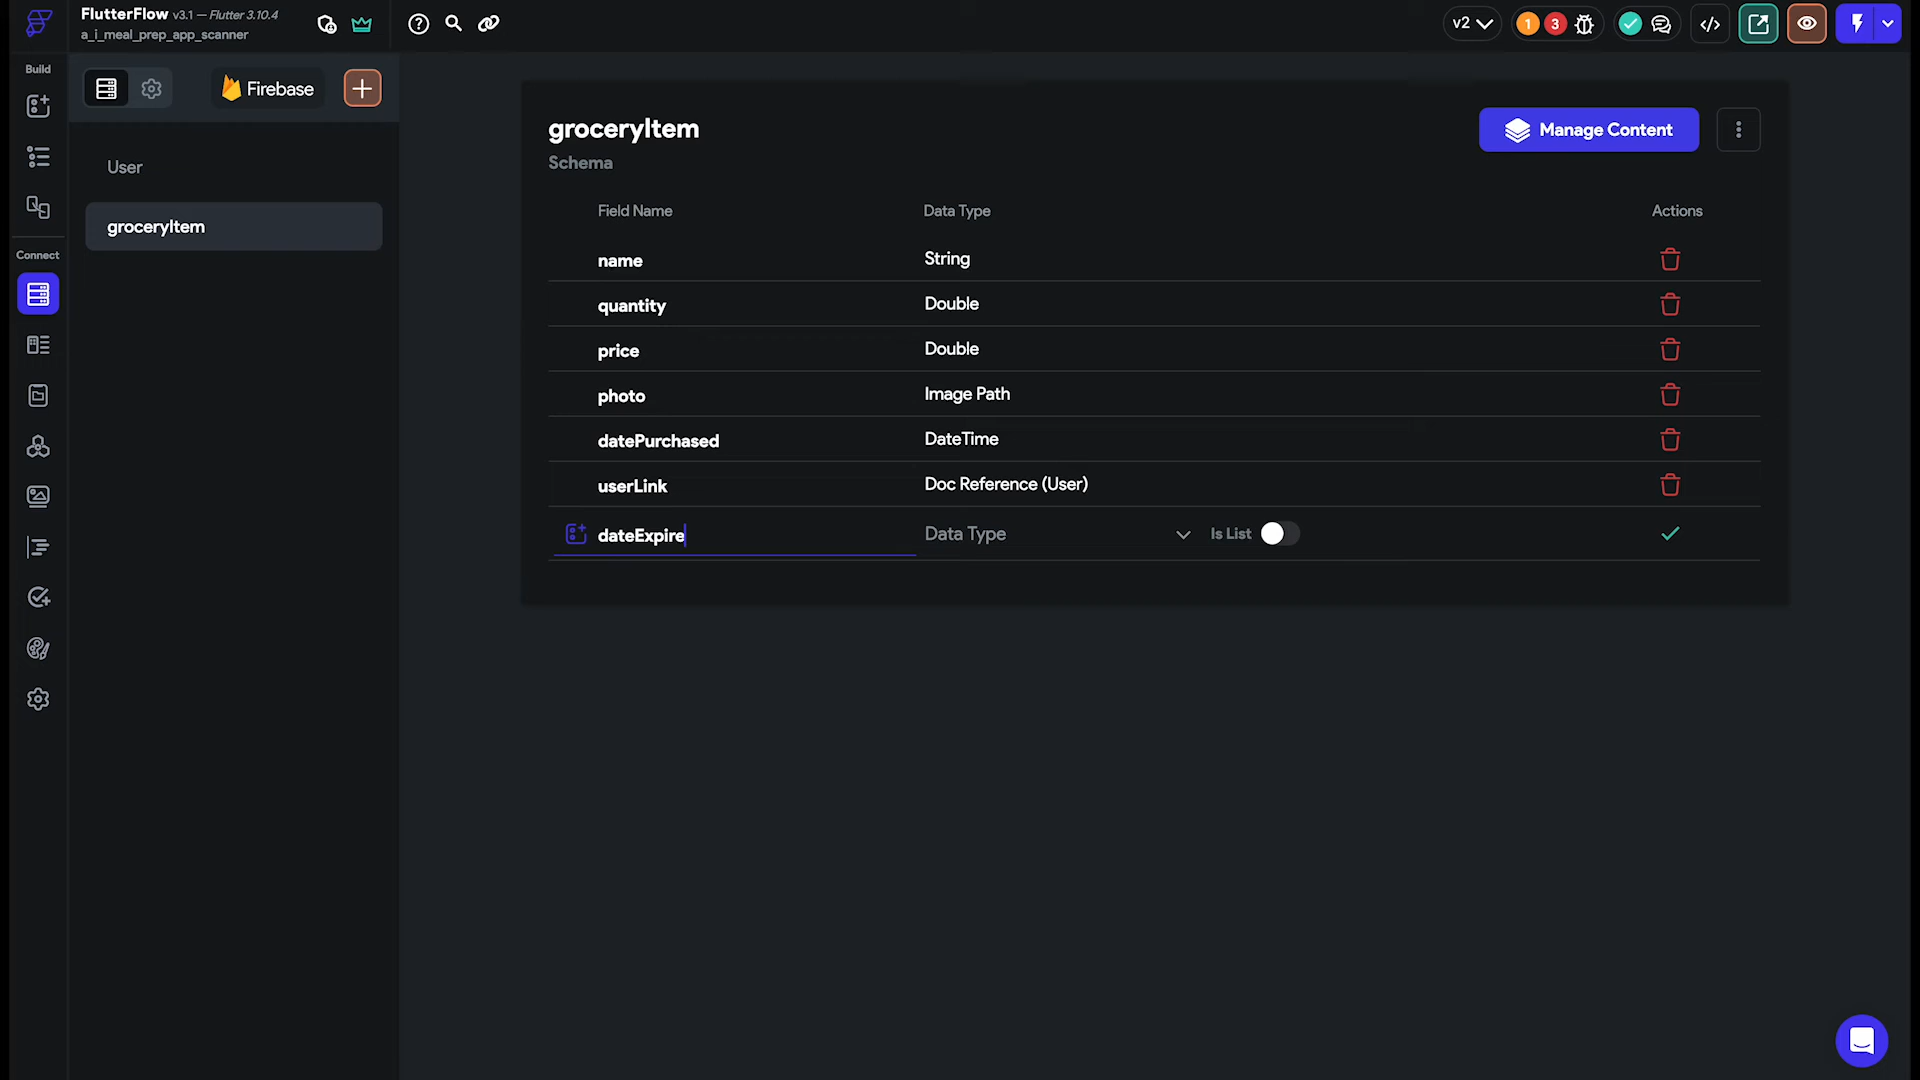 FlutterFlow v3.1 — Flutter 3.10.4
a_i_meal_prep_app_scanner
v2
1
3
Build
Firebase
User
groceryItem
Connect
groceryItem
Manage Content
Schema
Field Name Data Type Actions
name String
quantity Double
price Double
photo Image Path
datePurchased DateTime
userLink Doc Reference (User)
dateExpire Data Type Is List